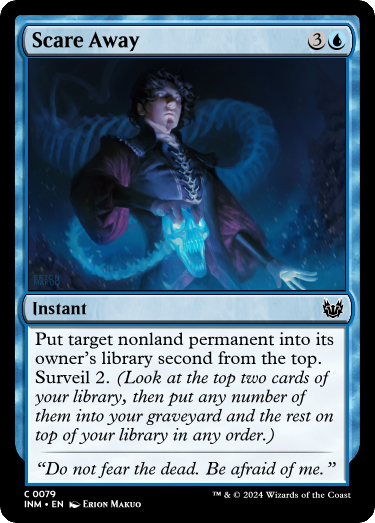 Scare Away 3
Instant
Put target nonland permanent into its
owner's library second from the top.
Surveil 2. (Look at the top two cards of
your library, then put any number of
them into your graveyard and the rest on
top of your library in any order.)
“Do not fear the dead. Be afraid of me.”
C 0079
INM • EN Erion Makuo
™ & © 2024 Wizards of the Coast